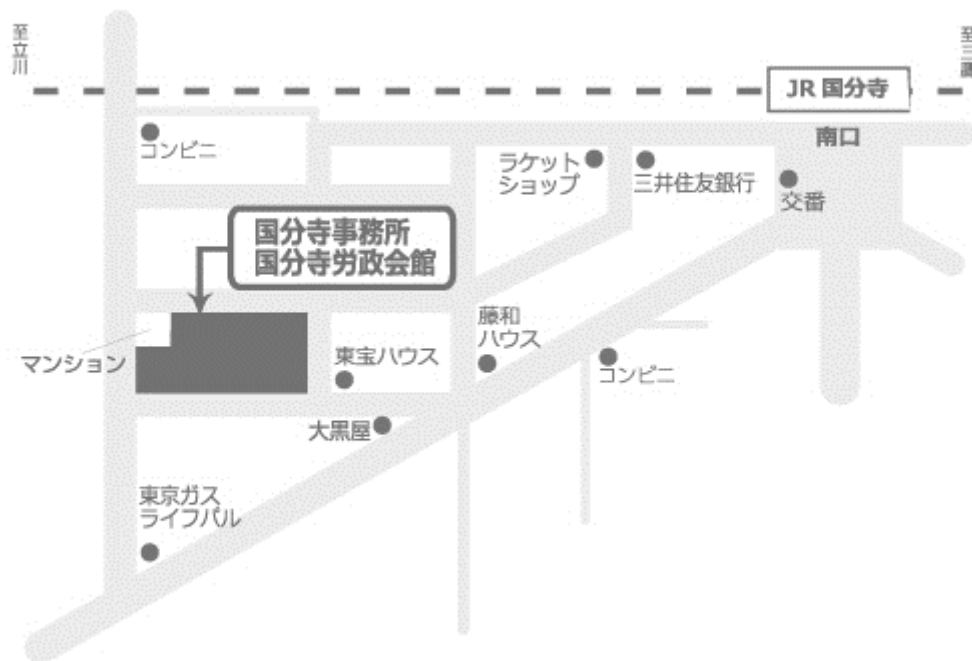 至立川
至三鷹
JR 国分寺
南口
コンビニ
ラケット
ショップ
三井住友銀行
交番
国分寺事務所
国分寺労政会館
マンション
東宝ハウス
藤和
ハウス
コンビニ
大黒屋
東京ガス
ライフバル